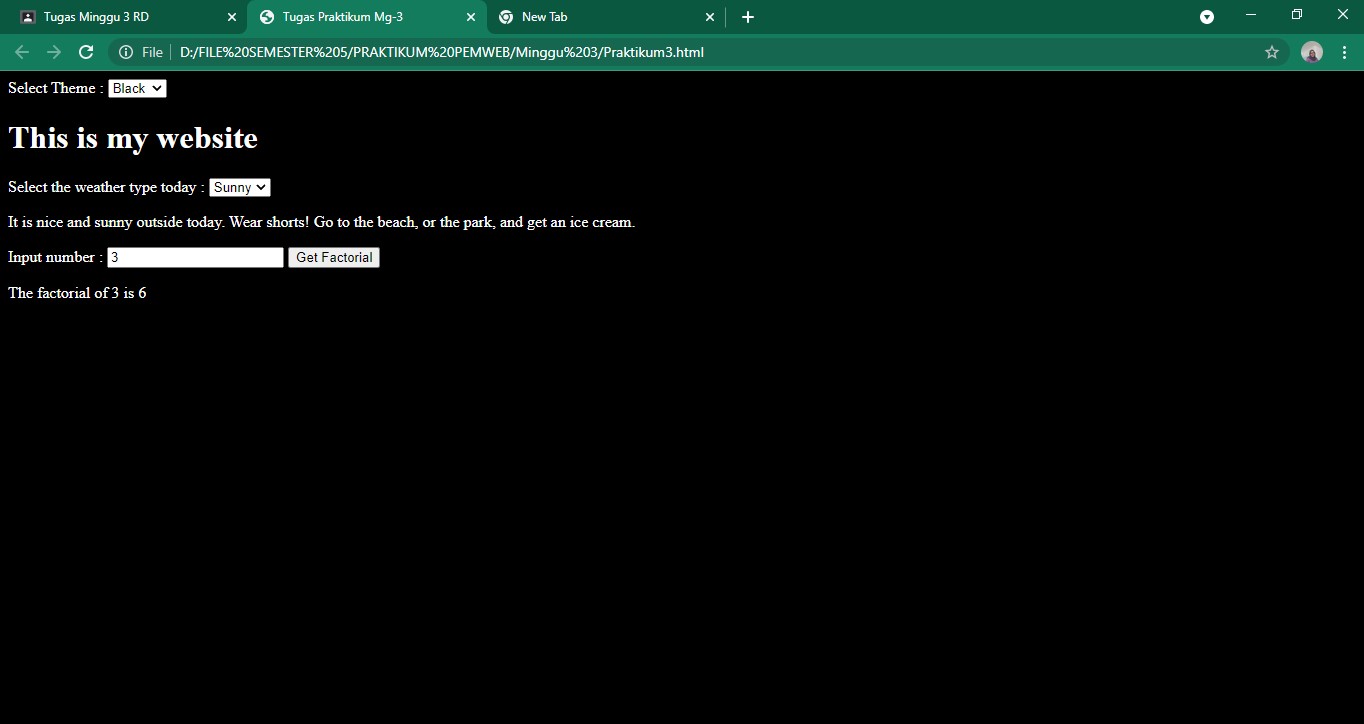 Tugas Minggu 3 RD
Tugas Praktikum Mg-3
New Tab
File
D:/FILE%20SEMESTER%205/PRAKTIKUM%20PEMWEB/Minggu%203/Praktikum3.html
Select Theme : Black
This is my website
Select the weather type today : Sunny
It is nice and sunny outside today. Wear shorts! Go to the beach, or the park, and get an ice cream.
Input number : 3 Get Factorial
The factorial of 3 is 6